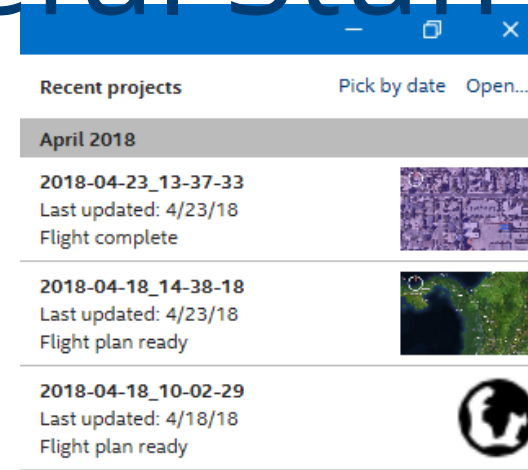 Recent projects Pick by date Open...
April 2018
2018-04-23_13-37-33
Last updated: 4/23/18
Flight complete
2018-04-18_14-38-18
Last updated: 4/23/18
Flight plan ready
2018-04-18_10-02-29
Last updated: 4/18/18
Flight plan ready